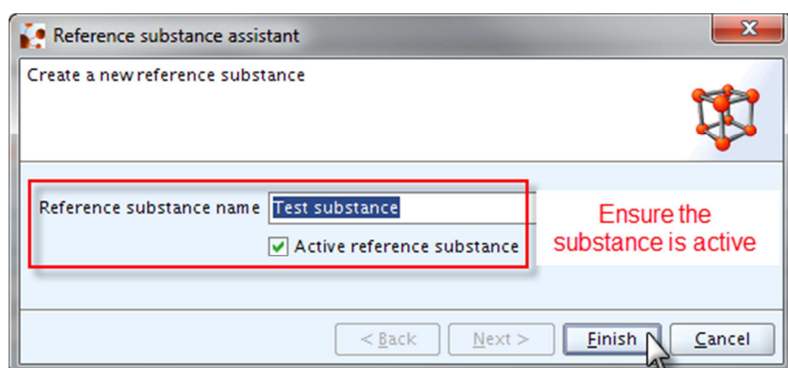 Reference substance assistant
Create a new reference substance
Reference substance name Test substance
Active reference substance
Ensure the
substance is active
< Back Next > Finish Cancel